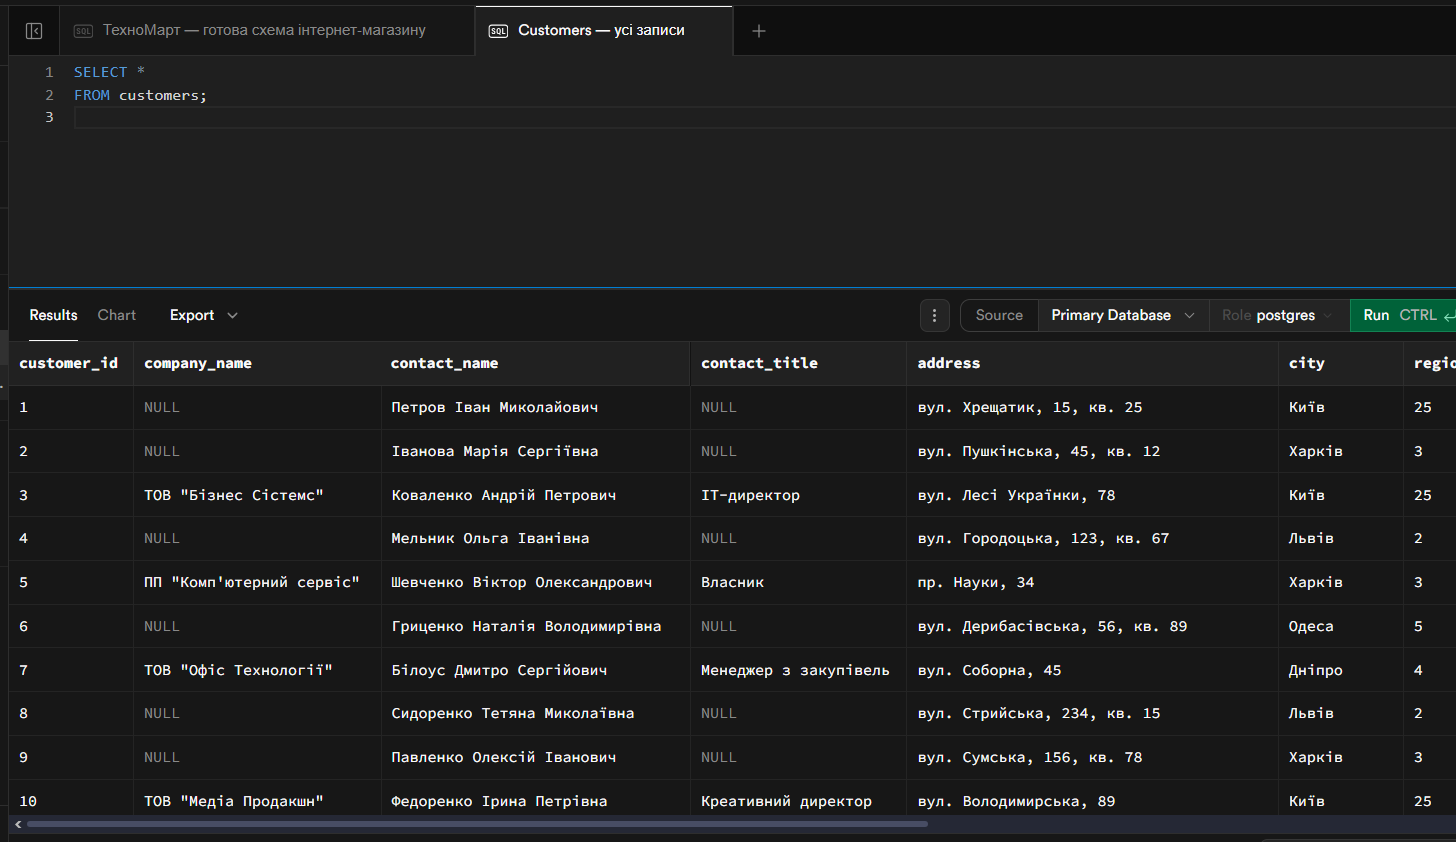 ТехноМарт — готова схема інтернет-магазину
Customers — усі записи
1 SELECT *
2 FROM customers;
3
Results Chart Export Source Primary Database Role postgres Run CTRL
customer_id company_name contact_name contact_title address city regio
1 NULL Петров Іван Миколайович NULL вул. Хрещатик, 15, кв. 25 Київ 25
2 NULL Іванова Марія Сергіївна NULL вул. Пушкінська, 45, кв. 12 Харків 3
3 ТОВ "Бізнес Сістемс" Коваленко Андрій Петрович ІТ-директор вул. Лесі Українки, 78 Київ 25
4 NULL Мельник Ольга Іванівна NULL вул. Городоцька, 123, кв. 67 Львів 2
5 ПП "Комп'ютерний сервіс" Шевченко Віктор Олександрович Власник пр. Науки, 34 Харків 3
6 NULL Гриценко Наталія Володимирівна NULL вул. Дерибасівська, 56, кв. 89 Одеса 5
7 ТОВ "Офіс Технології" Білоус Дмитро Сергійович Менеджер з закупівель вул. Соборна, 45 Дніпро 4
8 NULL Сидоренко Тетяна Миколаївна NULL вул. Стрийська, 234, кв. 15 Львів 2
9 NULL Павленко Олексій Іванович NULL вул. Сумська, 156, кв. 78 Харків 3
10 ТОВ "Медіа Продакшн" Федоренко Ірина Петрівна Креативний директор вул. Володимирська, 89 Київ 25